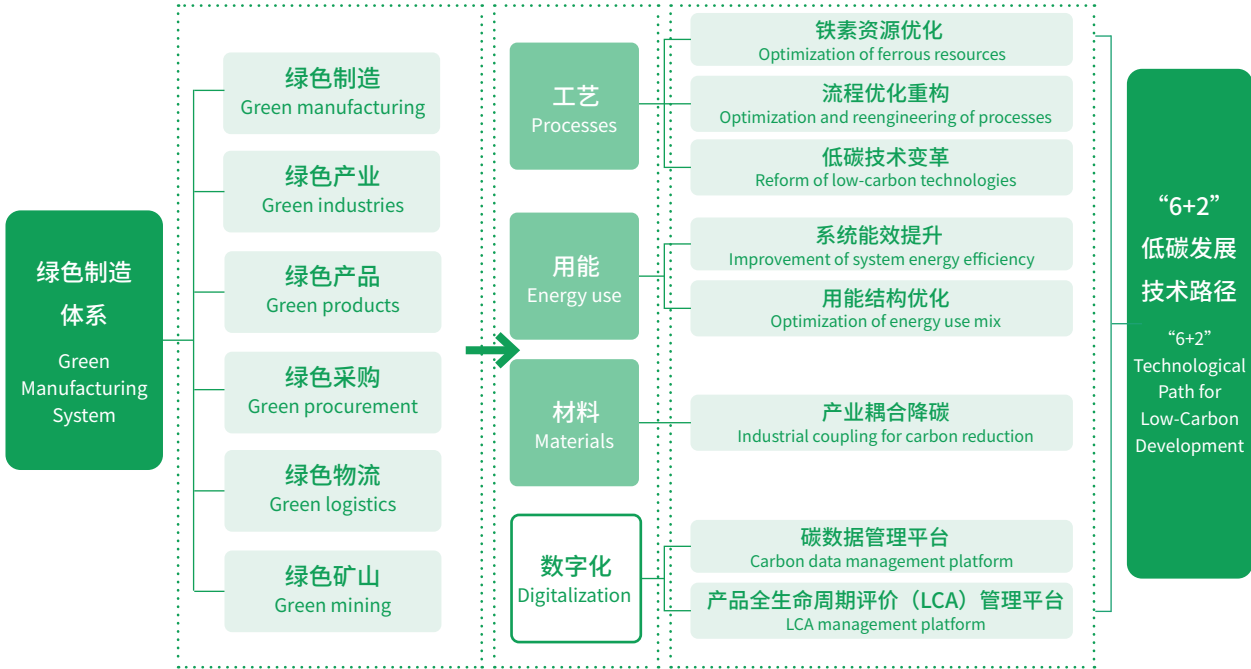 绿色制造
体系
Green
Manufacturing
System
绿色制造
Green manufacturing
绿色产业
Green industries
绿色产品
Green products
绿色采购
Green procurement
绿色物流
Green logistics
绿色矿山
Green mining
工艺
Processes
铁素资源优化
Optimization of ferrous resources
流程优化重构
Optimization and reengineering of processes
低碳技术变革
Reform of low-carbon technologies
用能
Energy use
系统能效提升
Improvement of system energy efficiency
用能结构优化
Optimization of energy use mix
材料
Materials
产业耦合降碳
Industrial coupling for carbon reduction
数字化
Digitalization
碳数据管理平台
Carbon data management platform
产品全生命周期评价（LCA）管理平台
LCA management platform
“6+2”
低碳发展
技术路径
“6+2”
Technological
Path for
Low-Carbon
Development